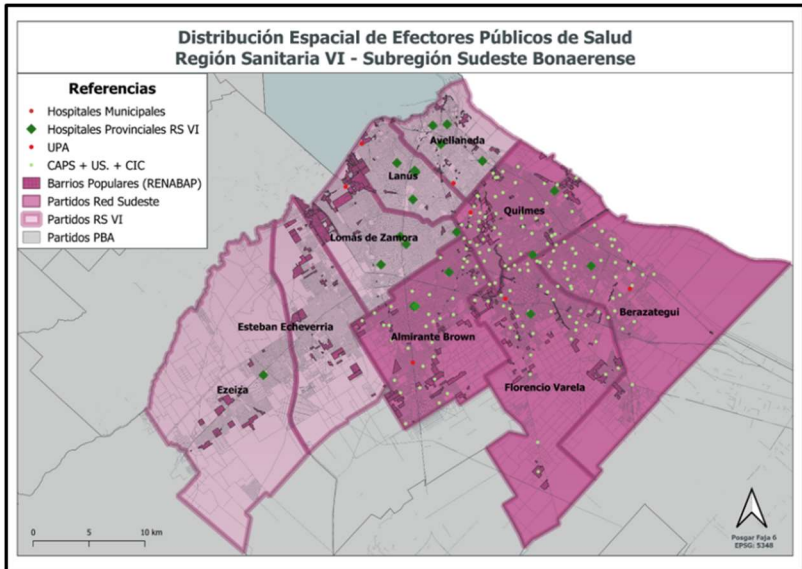 Distribución Espacial de Efectores Públicos de Salud
Región Sanitaria VI - Subregión Sudeste Bonaerense
Referencias
Hospitales Municipales
Hospitales Provinciales RS VI
UPA
CAPS + US. + CIC
Barrios Populares (RENABAP)
Partidos Red Sudeste
Partidos RS VI
Partidos PBA
Avellaneda
Lanús
Quilmes
Lomas de Zamora
Berazategui
Esteban Echeverria
Almirante Brown
Ezeiza
Florencio Varela
0 5 10 km
Posgar Faja 6
EPSG: 5348